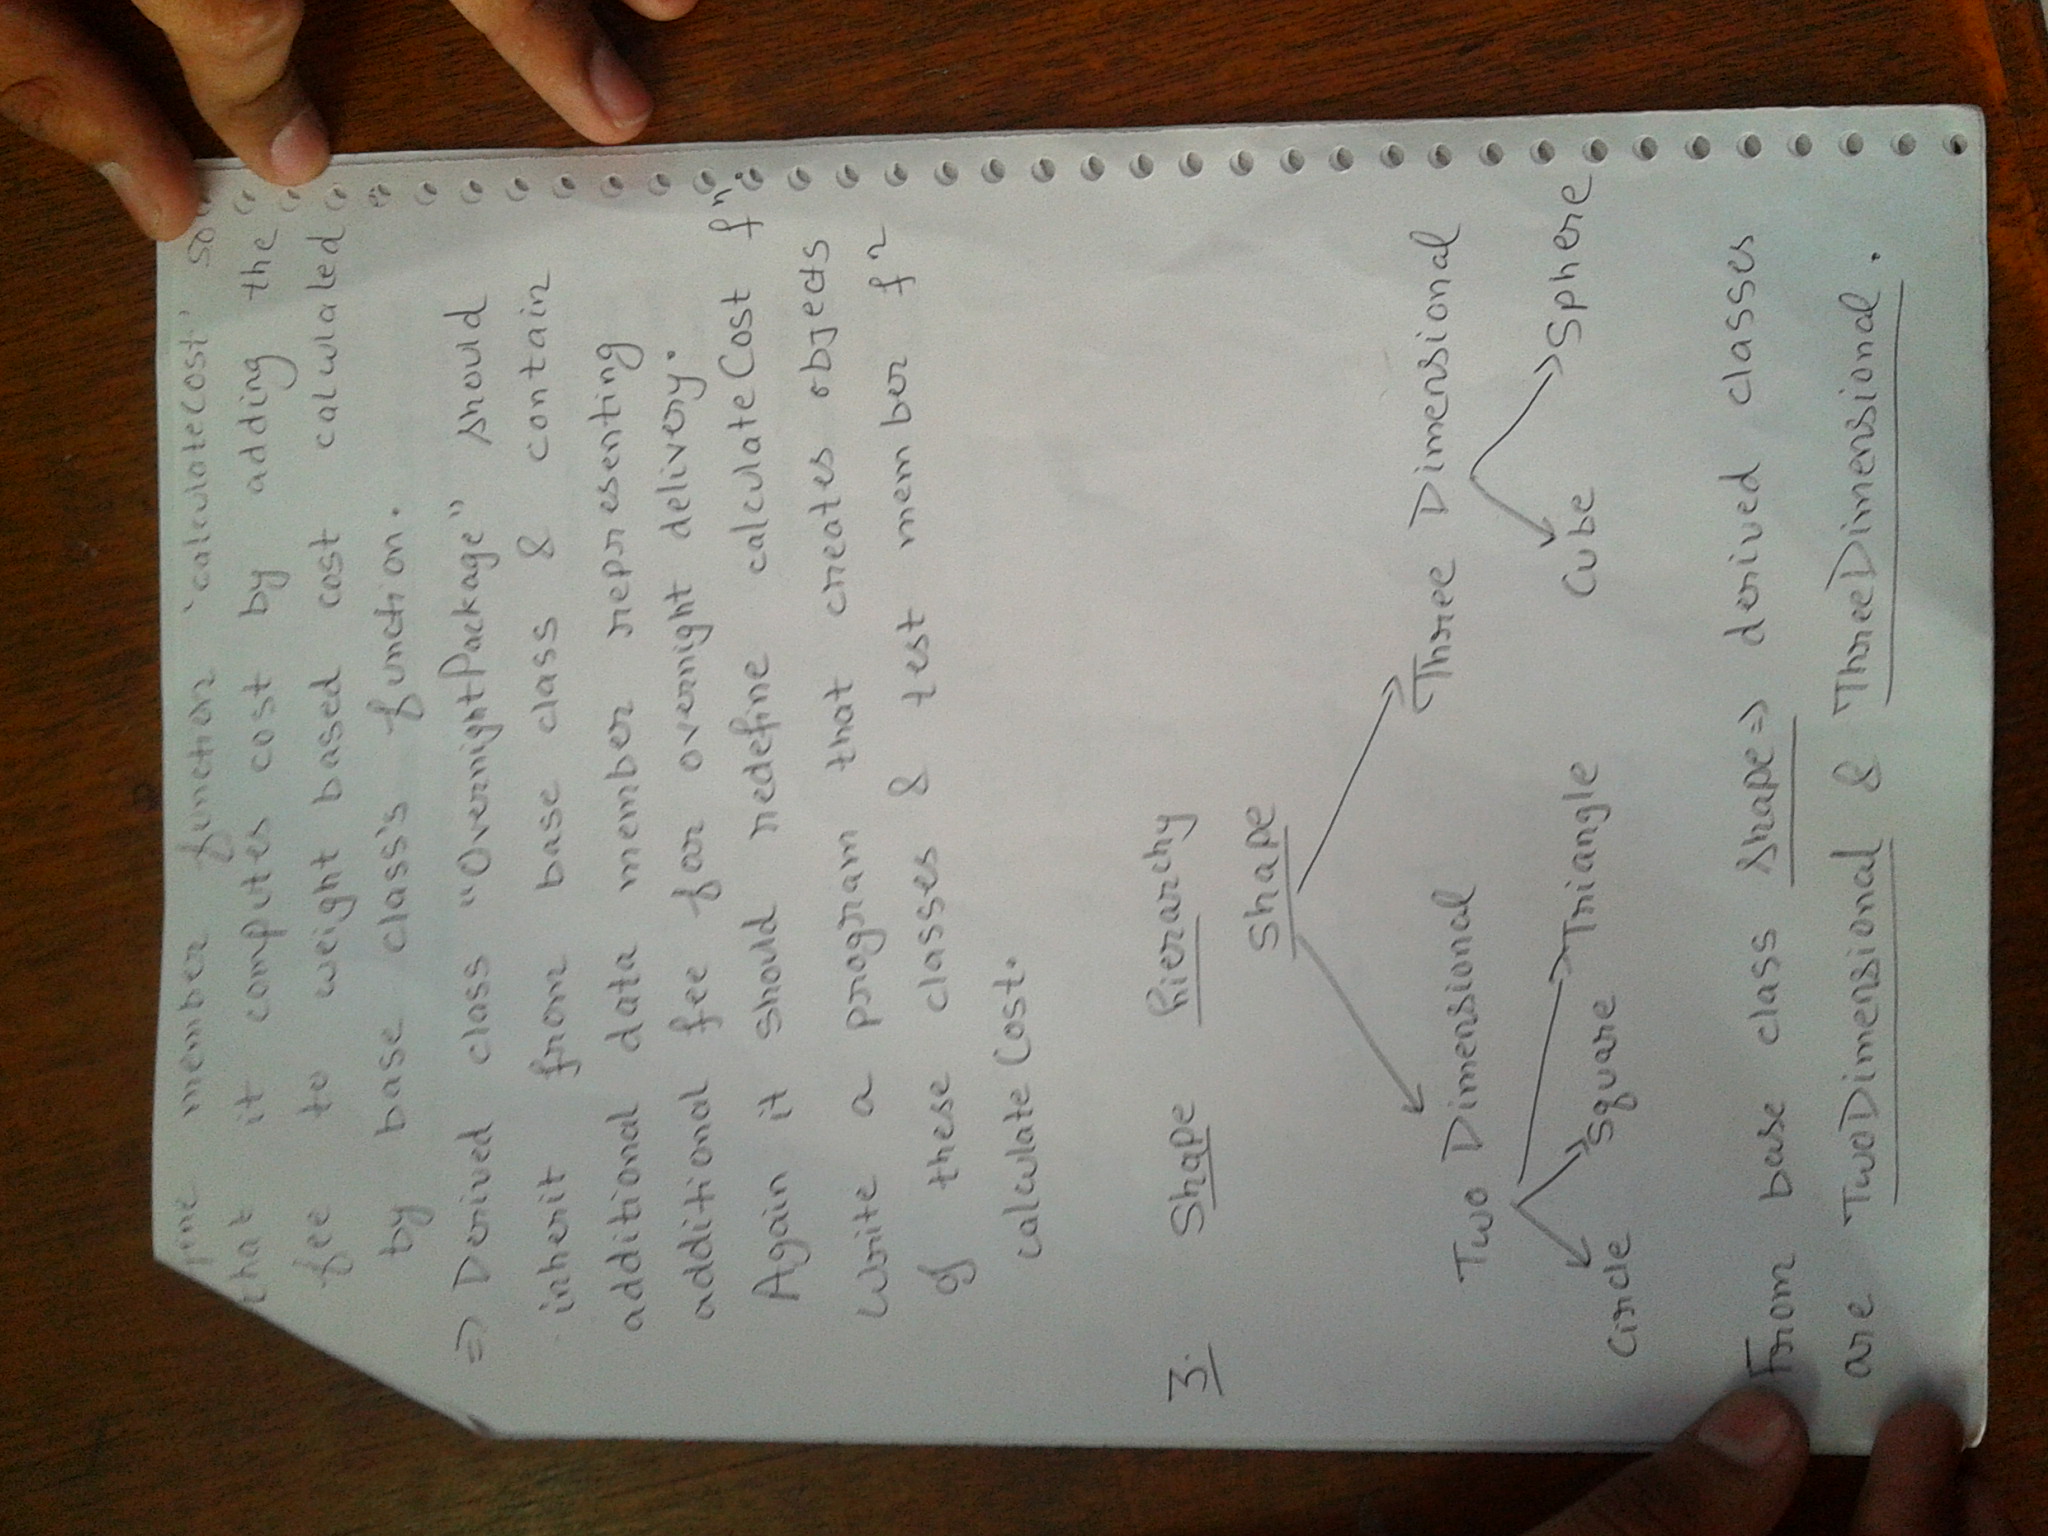 member function 'calculateCost' so
that it computes cost by adding the
fee to weight based cost calculated
by base class's function.
=> Derived class "OvernightPackage" should
inherit from base class & contain
additional data member representing
additional fee for overnight delivery.
Again it should redefine calculateCost fn.
Write a program that creates objects
of these classes & test member fn
calculateCost.
3. Shape hierarchy
Shape
Two Dimensional Three Dimensional
Circle Square Triangle Cube Sphere
From base class Shape => derived classes
are TwoDimensional & ThreeDimensional.